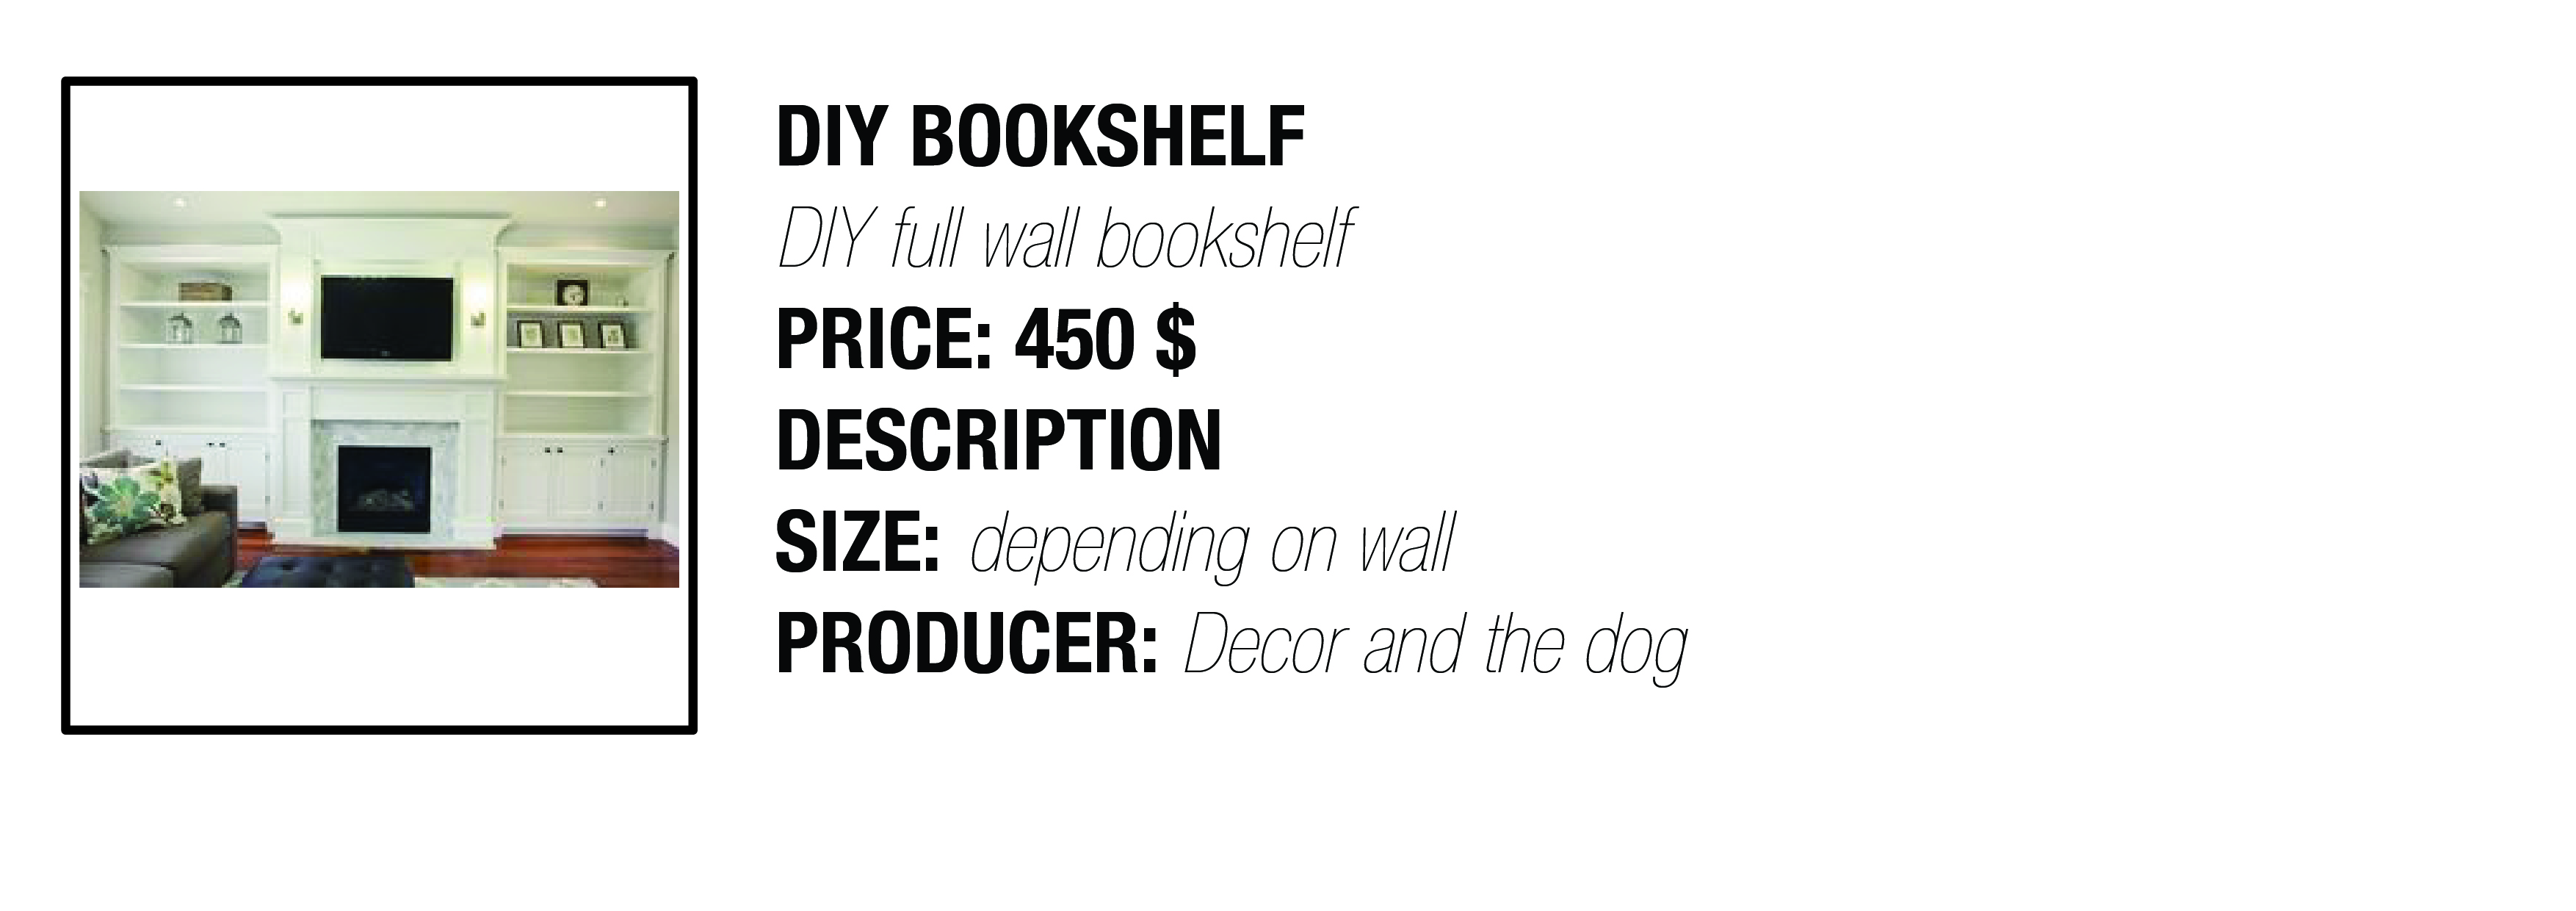 DIY BOOKSHELF
DIY full wall bookshelf
PRICE: 450 $
DESCRIPTION
SIZE: depending on wall
PRODUCER: Decor and the dog